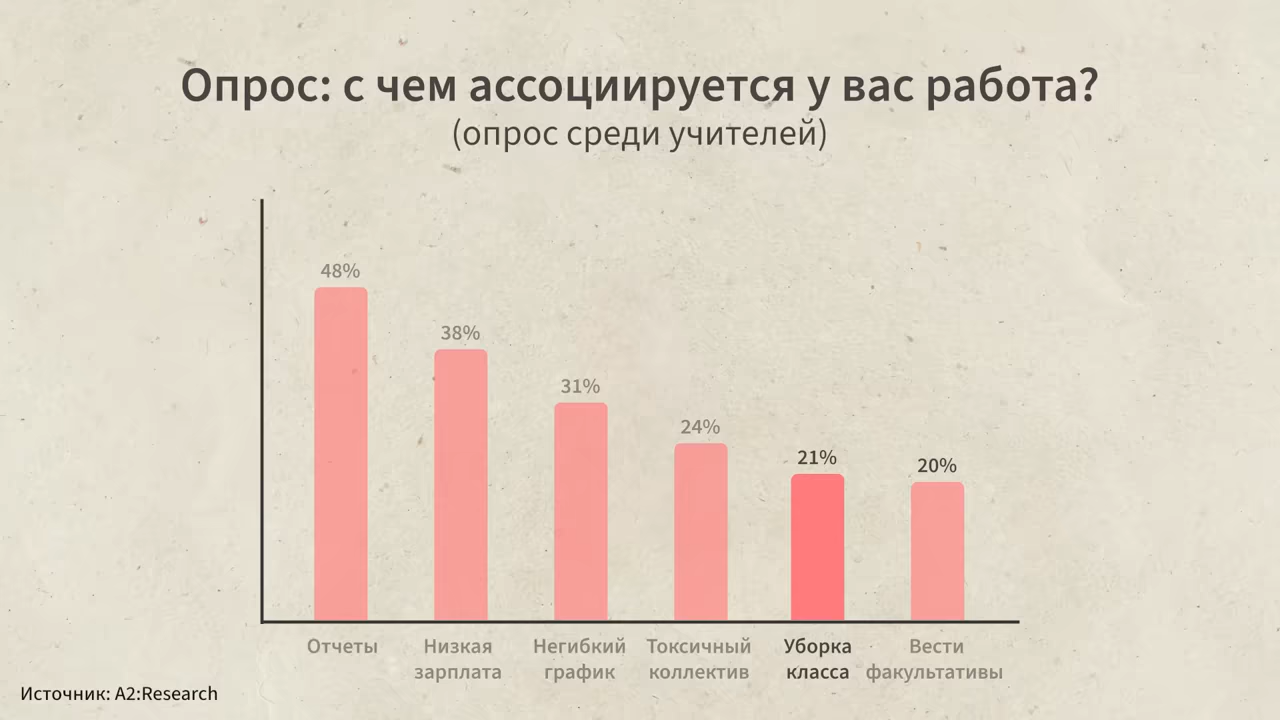 Опрос: с чем ассоциируется у вас работа?
(опрос среди учителей)
48%
38%
31%
24%
21%
20%
Отчеты
Низкая
зарплата
Негибкий
график
Токсичный
коллектив
Уборка
класса
Вести
факультативы
Источник: A2:Research